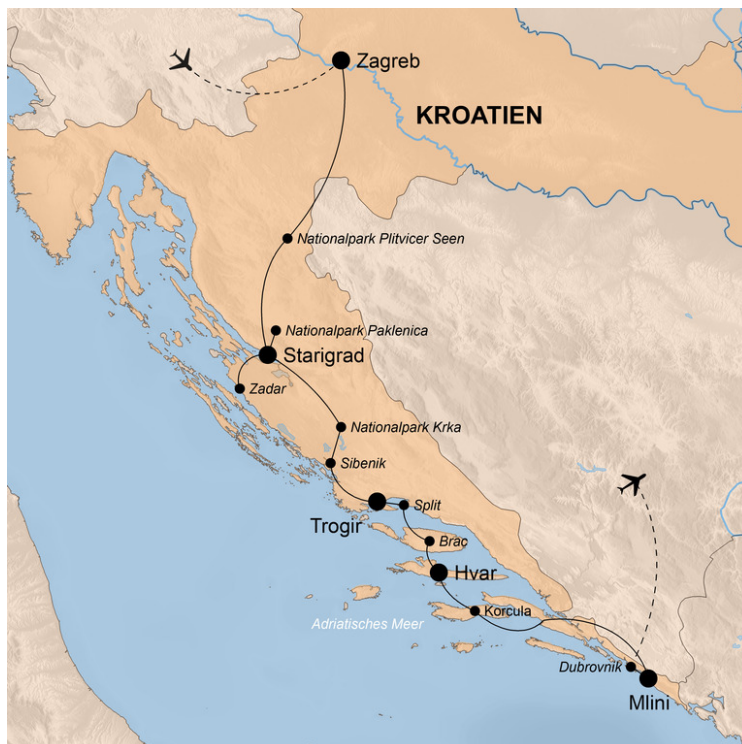 Zagreb
KROATIEN
Nationalpark Plitvicer Seen
Nationalpark Paklenica
Starigrad
Zadar
Nationalpark Krka
Sibenik
Split
Trogir
Brac
Hvar
Korcula
Adriatisches Meer
Dubrovnik
Mlini